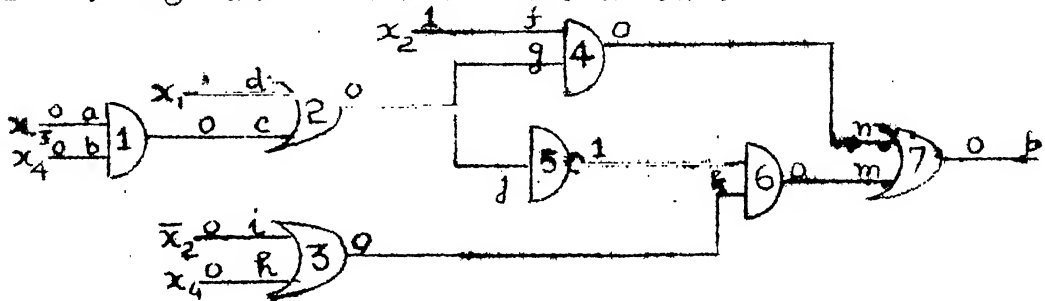 x₂ 1 f 4 0
g
x₁ d 2 0
x₃ 0 a 1 0 c
x₄ 0 b
j 5 1 6 0 m
n 7 0 p
k
x̄₂ 0 i 3 0
x₄ 0 h